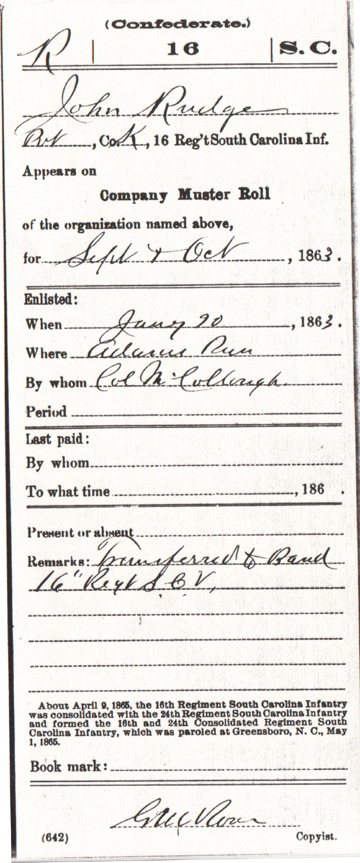 (Confederate.)
R | 16 | S. C.
John Rudge
Pvt, Co. K, 16 Reg't South Carolina Inf.
Appears on
Company Muster Roll
of the organization named above,
for Sept & Oct, 1863.
Enlisted:
When Jany 20, 1863.
Where Adams Run
By whom Col McCollough
Period
Last paid:
By whom
To what time, 186 .
Present or absent
Remarks: Transferred to Band
16" Regt S. C. V,
About April 9, 1865, the 16th Regiment South Carolina Infantry
was consolidated with the 24th Regiment South Carolina Infantry
and formed the 16th and 24th Consolidated Regiment South
Carolina Infantry, which was paroled at Greensboro, N. C., May
1, 1865.
Book mark:
(642) Copyist.